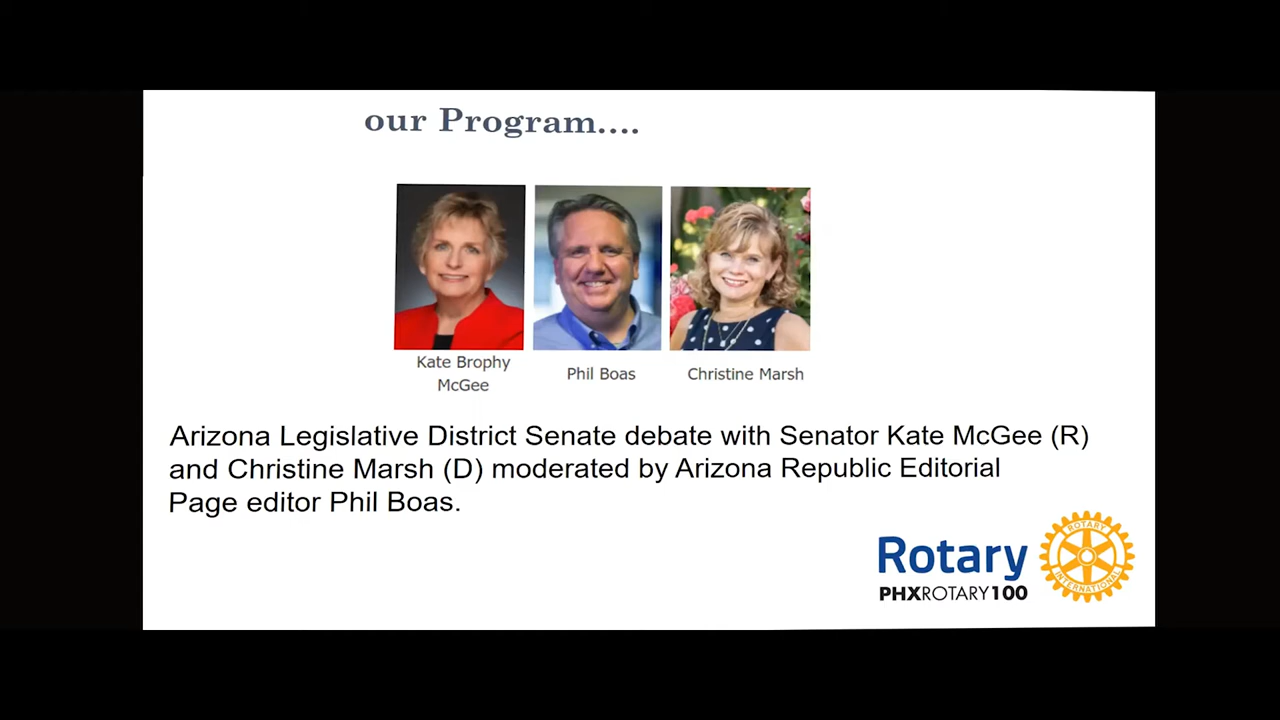 our Program....
Kate Brophy
McGee
Phil Boas
Christine Marsh
Arizona Legislative District Senate debate with Senator Kate McGee (R)
and Christine Marsh (D) moderated by Arizona Republic Editorial
Page editor Phil Boas.
Rotary
PHXROTARY100
ROTARY
INTERNATIONAL